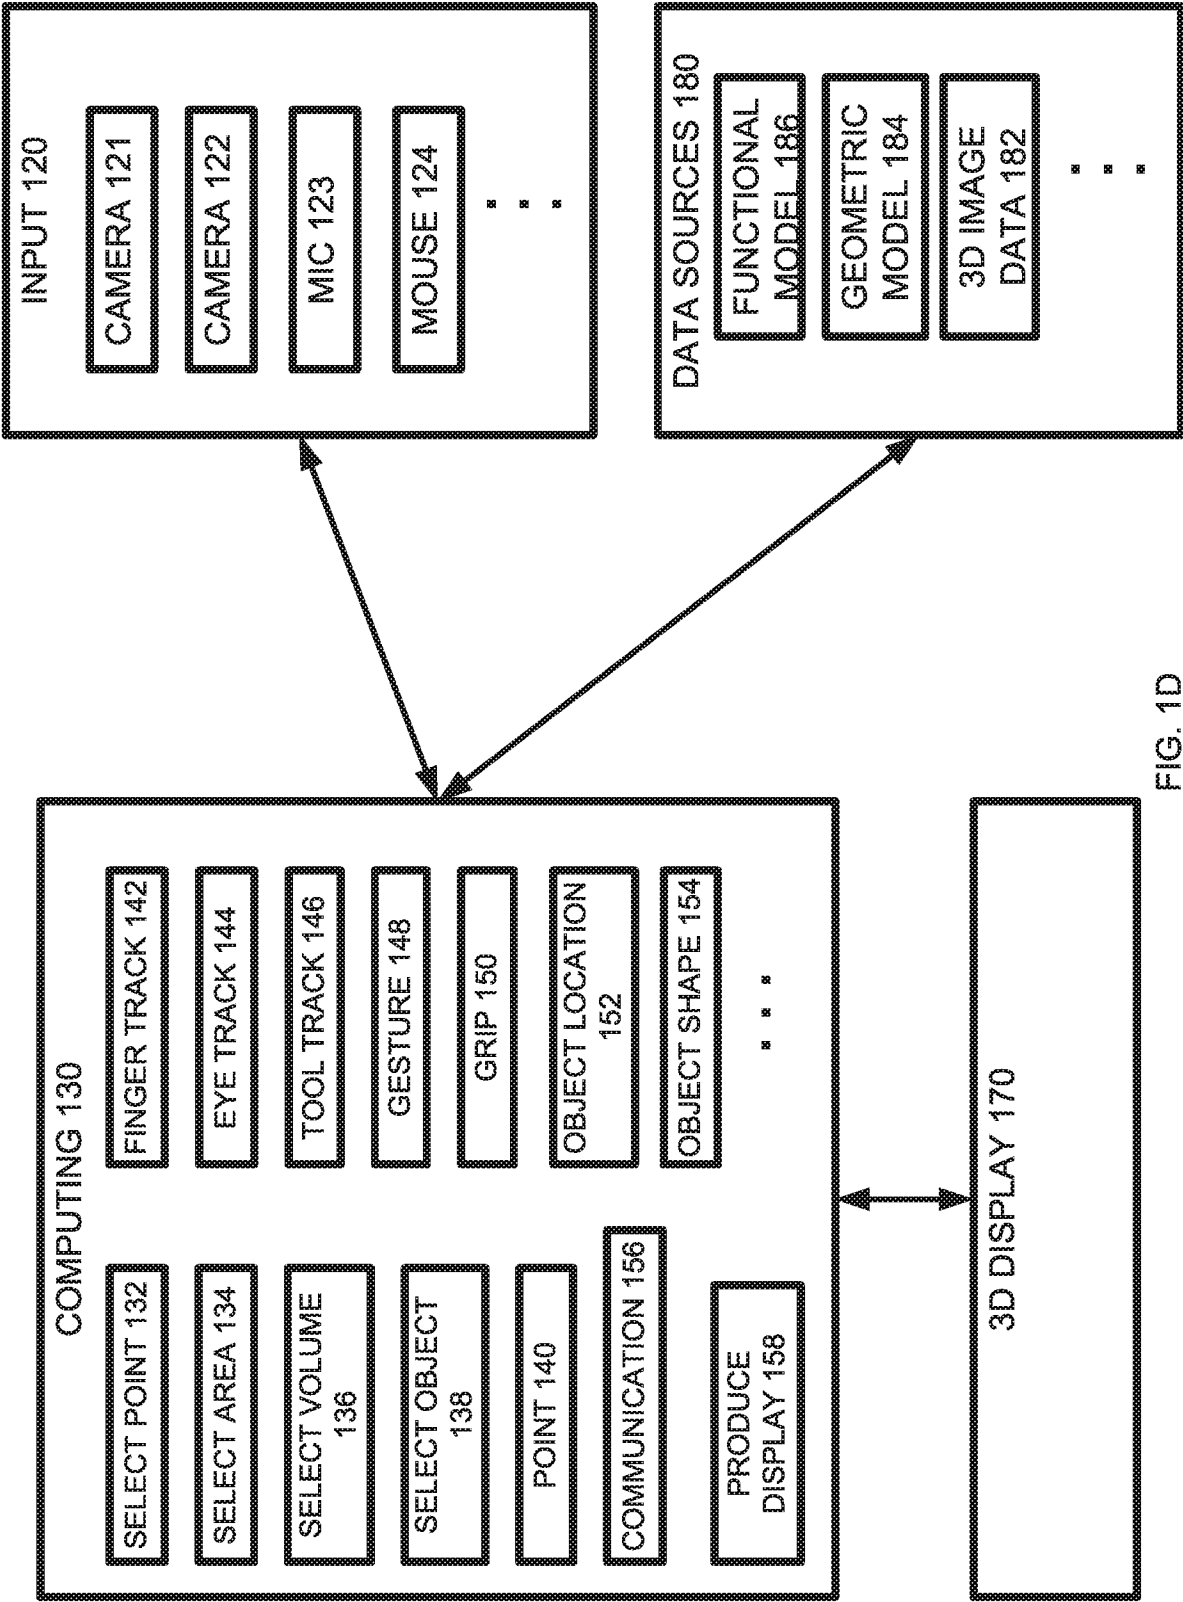 COMPUTING 130
SELECT POINT 132
SELECT AREA 134
SELECT VOLUME
136
SELECT OBJECT
138
POINT 140
COMMUNICATION 156
PRODUCE
DISPLAY 158
FINGER TRACK 142
EYE TRACK 144
TOOL TRACK 146
GESTURE 148
GRIP 150
OBJECT LOCATION
152
OBJECT SHAPE 154
. . .
3D DISPLAY 170
INPUT 120
CAMERA 121
CAMERA 122
MIC 123
MOUSE 124
. . .
DATA SOURCES 180
FUNCTIONAL
MODEL 186
GEOMETRIC
MODEL 184
3D IMAGE
DATA 182
. . .
FIG. 1D